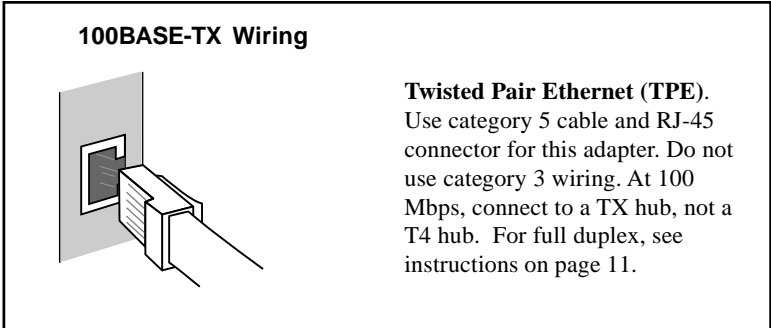 100BASE-TX Wiring
Twisted Pair Ethernet (TPE).
Use category 5 cable and RJ-45
connector for this adapter. Do not
use category 3 wiring. At 100
Mbps, connect to a TX hub, not a
T4 hub.  For full duplex, see
instructions on page 11.